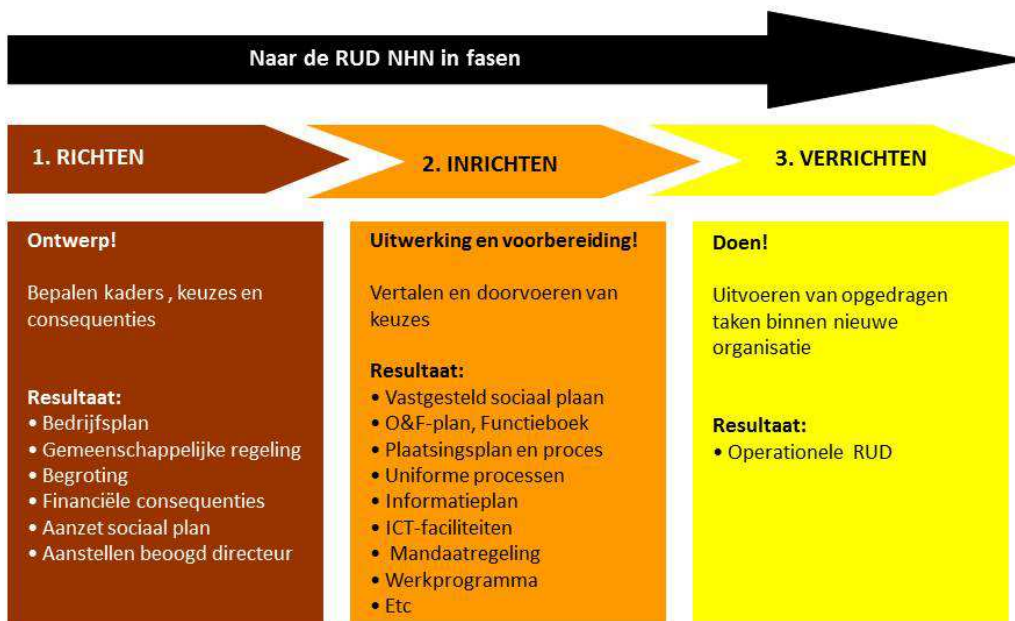 Naar de RUD NHN in fasen
1. RICHTEN
2. INRICHTEN
3. VERRICHTEN
Ontwerp!
Bepalen kaders , keuzes en
consequenties
Resultaat:
• Bedrijfsplan
• Gemeenschappelijke regeling
• Begroting
• Financiële consequenties
• Aanzet sociaal plan
• Aanstellen beoogd directeur
Uitwerking en voorbereiding!
Vertalen en doorvoeren van
keuzes
Resultaat:
• Vastgesteld sociaal plaan
• O&F-plan, Functieboek
• Plaatsingsplan en proces
• Uniforme processen
• Informatieplan
• ICT-faciliteiten
• Mandaatregeling
• Werkprogramma
• Etc
Doen!
Uitvoeren van opgedragen
taken binnen nieuwe
organisatie
Resultaat:
• Operationele RUD